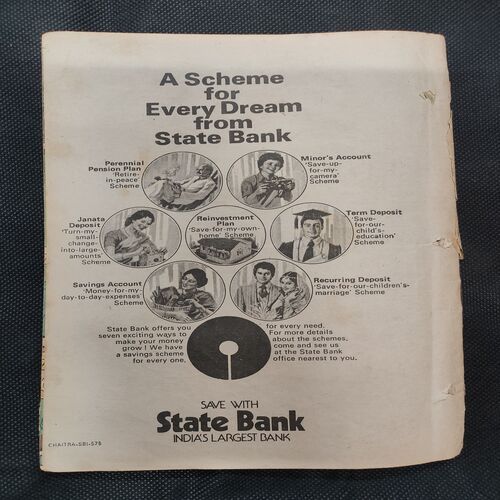 A Scheme
for
Every Dream
from
State Bank
Perennial
Pension Plan
'Retire-
in-peace'
Scheme
Minor's Account
'Save-up-
for-my-
camera'
Scheme
Janata
Deposit
'Turn-my-
small-
change-
into-large
amounts'
Scheme
Reinvestment
Plan
'Save-for-my-own-
home' Scheme
Term Deposit
'Save-
for-our-
child's-
education'
Scheme
Savings Account
'Money-for-my-
day-to-day-expenses'
Scheme
Recurring Deposit
'Save-for-our-children's-
marriage' Scheme
State Bank offers you
seven exciting ways to
make your money
grow ! We have
a savings scheme
for every one,
for every need.
For more details
about the schemes,
come and see us
at the State Bank
office nearest to you.
SAVE WITH
State Bank
INDIA'S LARGEST BANK
CHAITRA-SBI-575